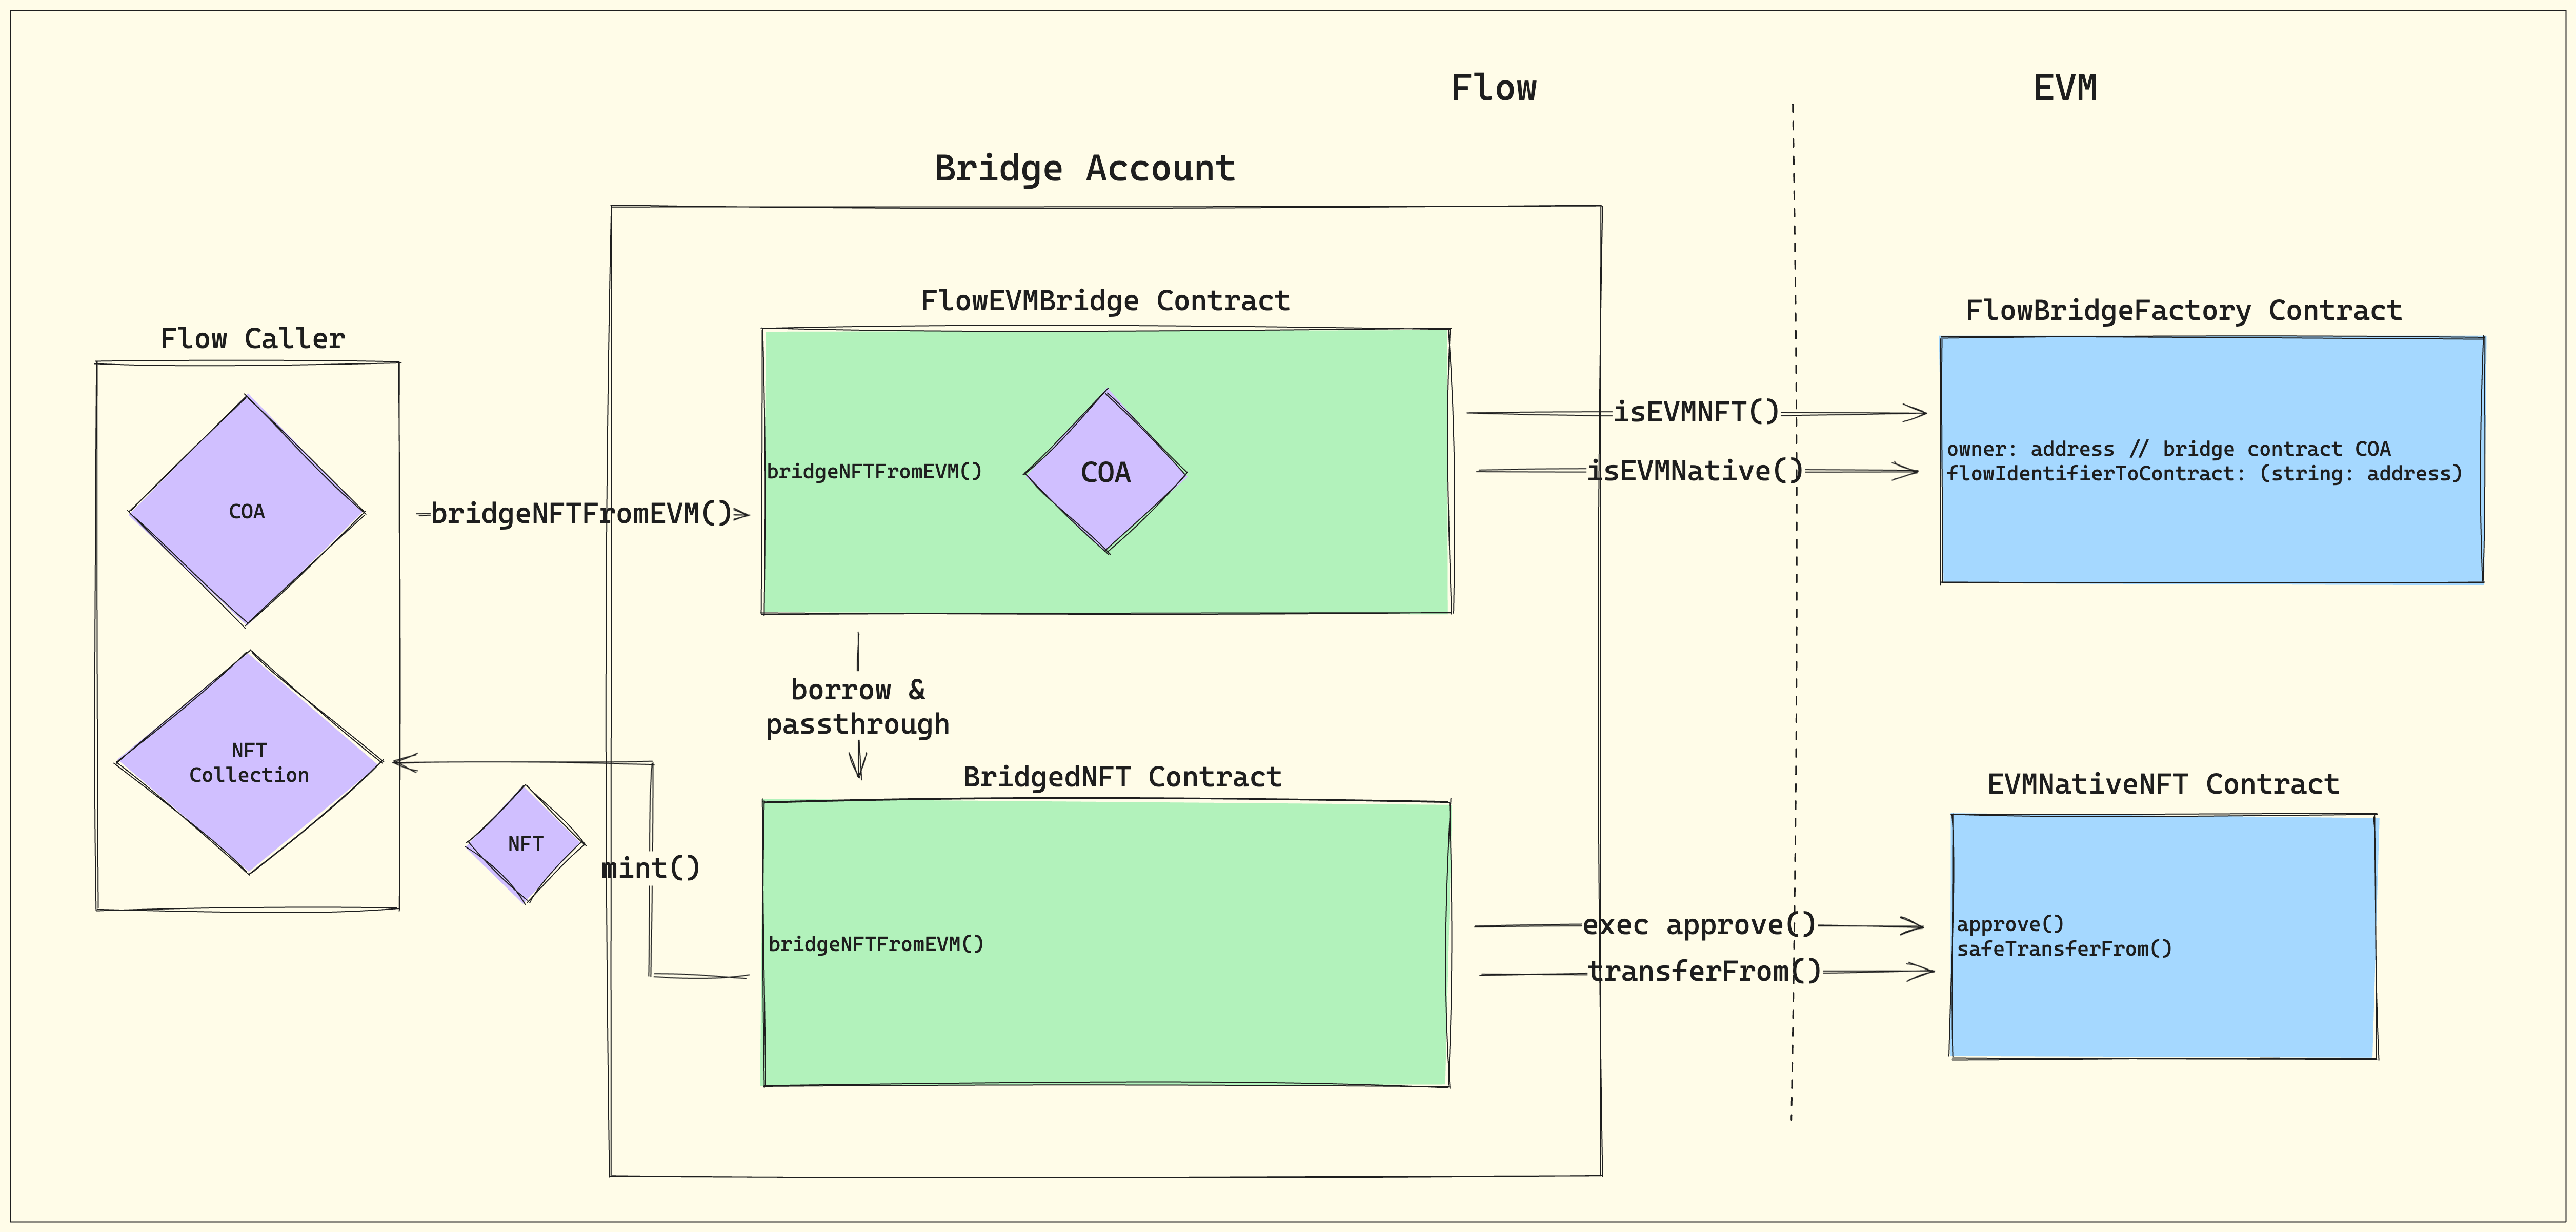 Flow
EVM
Bridge Account
FlowEVMBridge Contract
FlowBridgeFactory Contract
Flow Caller
COA
bridgeNFTFromEVM()
bridgeNFTFromEVM()
COA
isEVMNFT()
isEVMNative()
owner: address // bridge contract COA
flowIdentifierToContract: (string: address)
borrow &
passthrough
NFT
Collection
NFT
mint()
BridgedNFT Contract
bridgeNFTFromEVM()
exec approve()
transferFrom()
EVMNativeNFT Contract
approve()
safeTransferFrom()